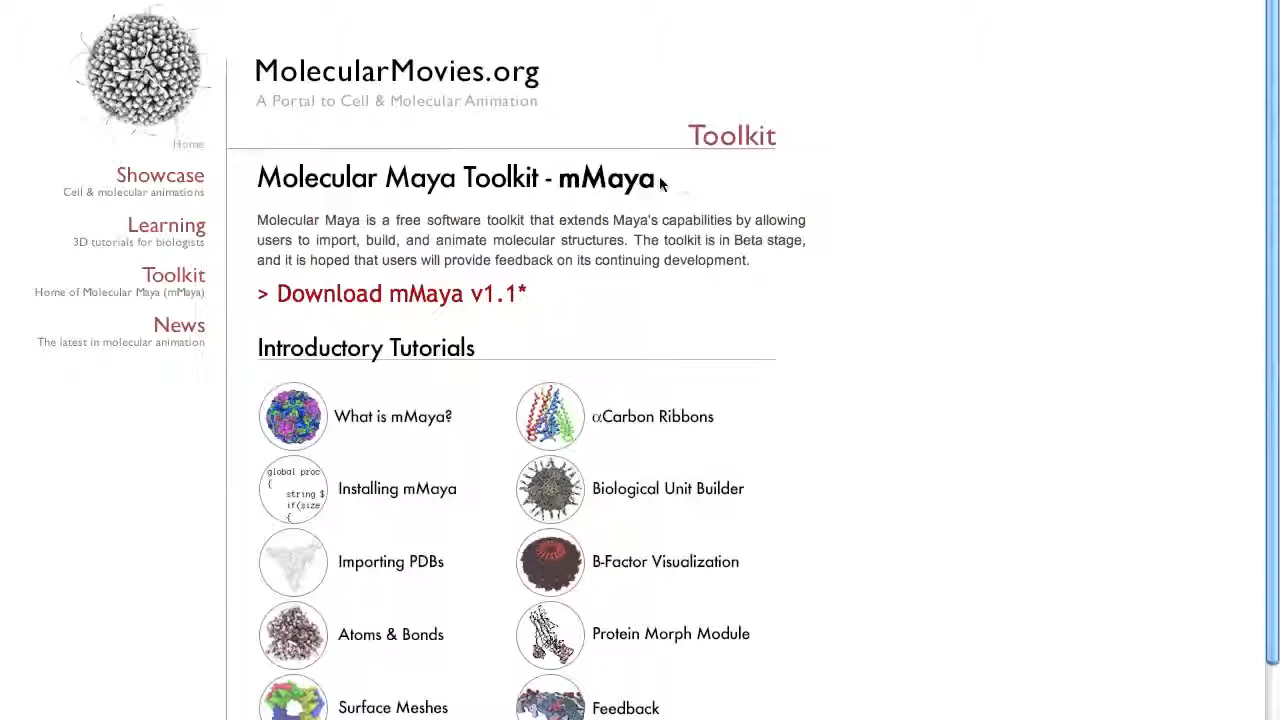 MolecularMovies.org
A Portal to Cell & Molecular Animation
Home
Toolkit
Showcase
Cell & molecular animations
Learning
3D tutorials for biologists
Toolkit
Home of Molecular Maya (mMaya)
News
The latest in molecular animation
Molecular Maya Toolkit - mMaya
Molecular Maya is a free software toolkit that extends Maya's capabilities by allowing
users to import, build, and animate molecular structures. The toolkit is in Beta stage,
and it is hoped that users will provide feedback on its continuing development.
> Download mMaya v1.1*
Introductory Tutorials
What is mMaya?
αCarbon Ribbons
global proc
{
string $
if(size
{
Installing mMaya
Biological Unit Builder
Importing PDBs
B-Factor Visualization
Atoms & Bonds
Protein Morph Module
Surface Meshes
Feedback